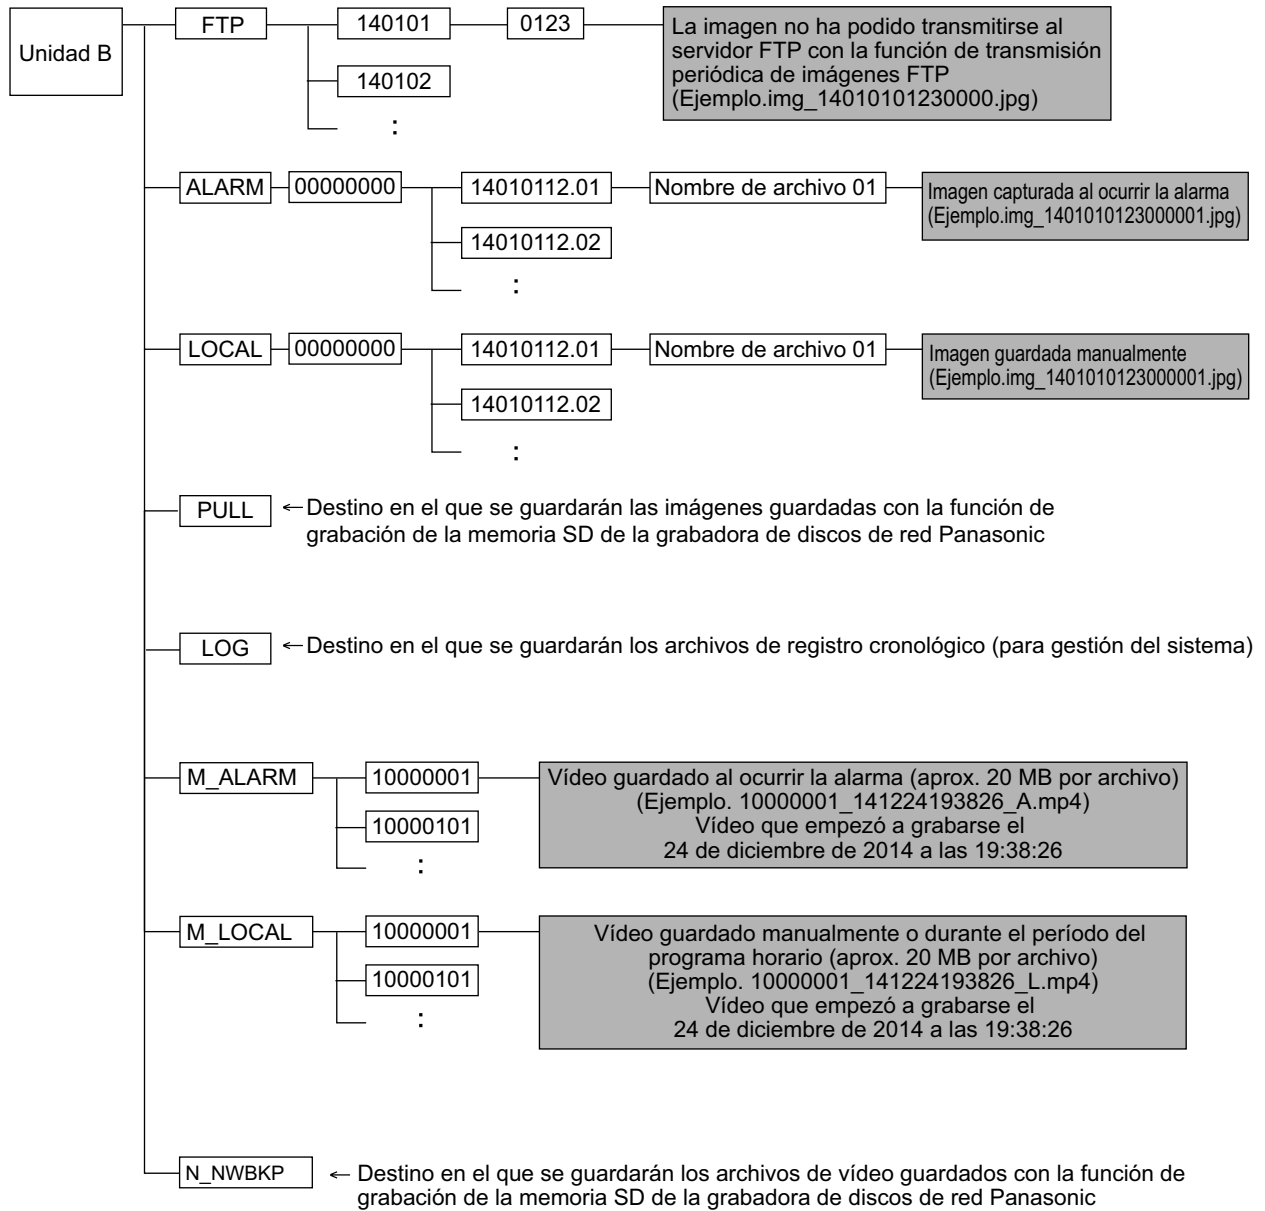 Unidad B
FTP
140101
0123
La imagen no ha podido transmitirse al
servidor FTP con la función de transmisión
periódica de imágenes FTP
(Ejemplo.img_14010101230000.jpg)
140102
:
ALARM
00000000
14010112.01
Nombre de archivo 01
Imagen capturada al ocurrir la alarma
(Ejemplo.img_1401010123000001.jpg)
14010112.02
:
LOCAL
00000000
14010112.01
Nombre de archivo 01
Imagen guardada manualmente
(Ejemplo.img_1401010123000001.jpg)
14010112.02
:
PULL
← Destino en el que se guardarán las imágenes guardadas con la función de
grabación de la memoria SD de la grabadora de discos de red Panasonic
LOG
← Destino en el que se guardarán los archivos de registro cronológico (para gestión del sistema)
M_ALARM
10000001
Vídeo guardado al ocurrir la alarma (aprox. 20 MB por archivo)
(Ejemplo. 10000001_141224193826_A.mp4)
Vídeo que empezó a grabarse el
24 de diciembre de 2014 a las 19:38:26
10000101
:
M_LOCAL
10000001
Vídeo guardado manualmente o durante el período del
programa horario (aprox. 20 MB por archivo)
(Ejemplo. 10000001_141224193826_L.mp4)
Vídeo que empezó a grabarse el
24 de diciembre de 2014 a las 19:38:26
10000101
:
N_NWBKP
← Destino en el que se guardarán los archivos de vídeo guardados con la función de
grabación de la memoria SD de la grabadora de discos de red Panasonic